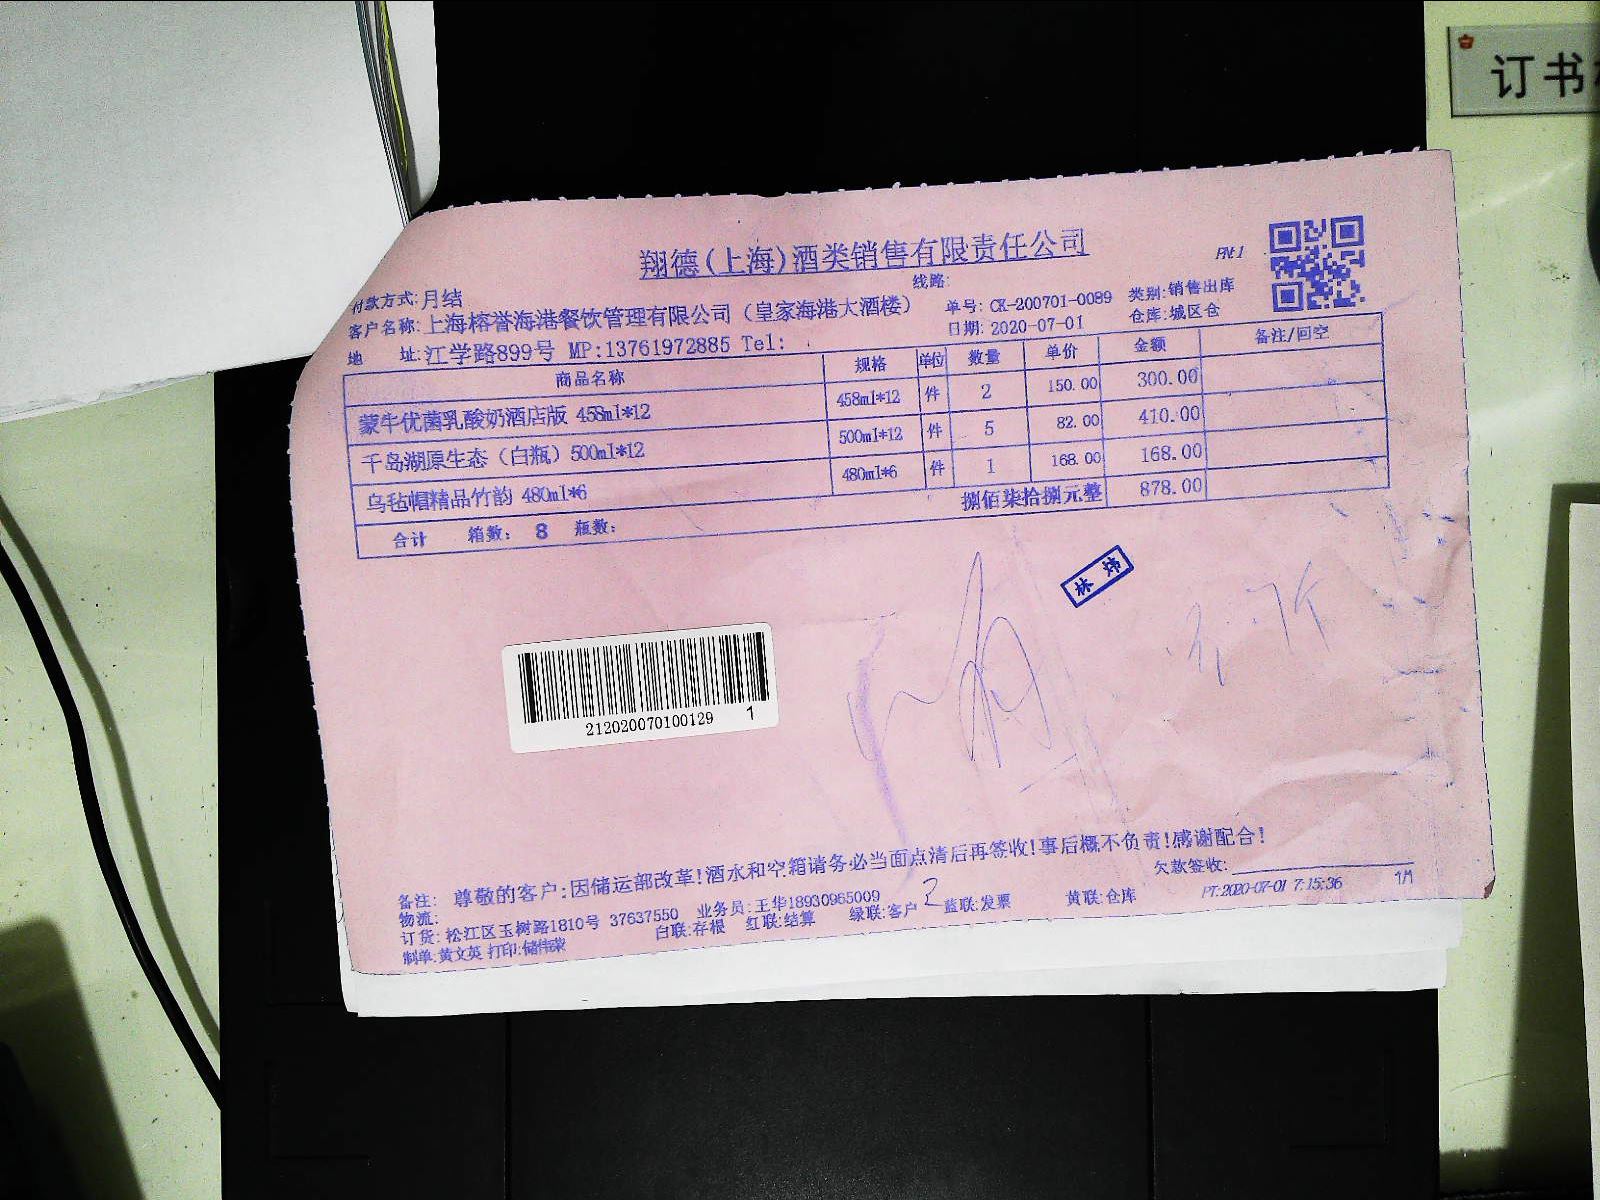 订书
翔德(上海)酒类销售有限责任公司
PN:1
付款方式:月结
线路:
客户名称:上海榕誉海港餐饮管理有限公司（皇家海港大酒楼）
单号: CK-200701-0089 类别:销售出库
地 址:江学路899号 MP:13761972885 Tel:
日期: 2020-07-01 仓库:城区仓
商品名称 规格 单位 数量 单价 金额 备注/回空
蒙牛优菌乳酸奶酒店版 458ml*12 458ml*12 件 2 150.00 300.00
千岛湖原生态（白瓶）500ml*12 500ml*12 件 5 82.00 410.00
乌毡帽精品竹韵 480ml*6 480ml*6 件 1 168.00 168.00
合计 箱数: 8 瓶数: 捌佰柒拾捌元整 878.00
林炜
212020070100129 1
备注: 尊敬的客户:因储运部改革!酒水和空箱请务必当面点清后再签收!事后概不负责!感谢配合!
物流: 业务员:王华18930965009 欠款签收:
订货: 松江区玉树路1810号 37637550 白联:存根 红联:结算 绿联:客户 2 蓝联:发票 黄联:仓库 PT:2020-07-01 7:15:36 1/1
制单:黄文英 打印:储伟荣